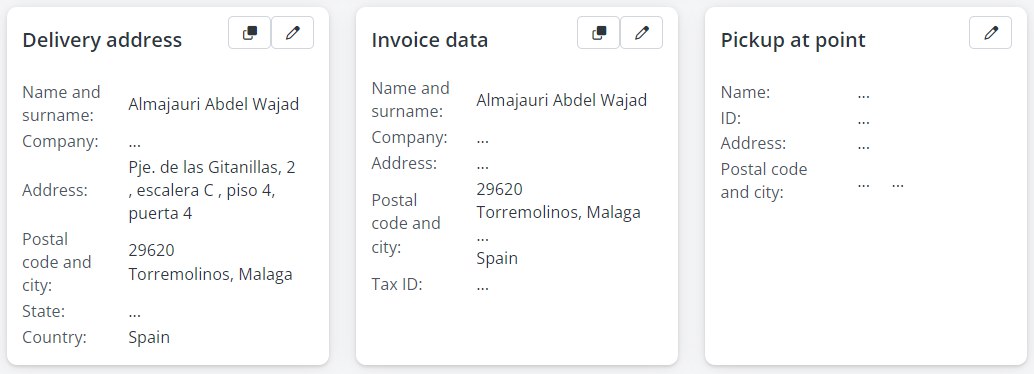 Delivery address
Name and surname: Almajauri Abdel Wajad
Company: ...
Address: Pje. de las Gitanillas, 2
, escalera C , piso 4,
puerta 4
Postal code and city: 29620
Torremolinos, Malaga
State: ...
Country: Spain
Invoice data
Name and surname: Almajauri Abdel Wajad
Company: ...
Address: ...
Postal code and city: 29620
Torremolinos, Malaga
...
Spain
Tax ID: ...
Pickup at point
Name: ...
ID: ...
Address: ...
Postal code and city: ... ...